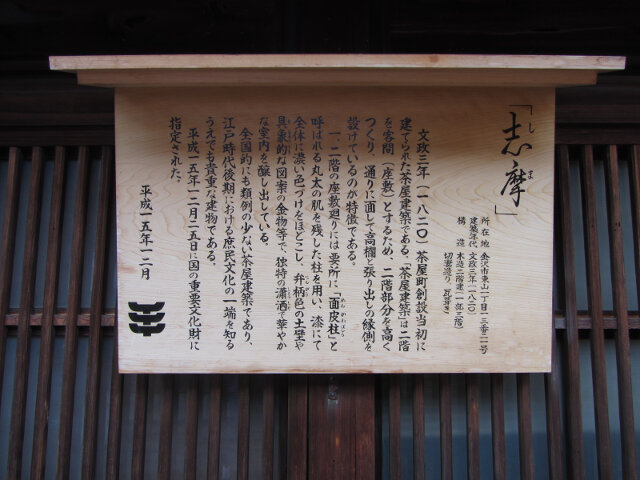 「志摩」
しま
所在地 金沢市東山一丁目一三番二一号
建築年代 文政三年(一八二〇)
構造 木造二階建(一部三階)
切妻造り 瓦葺き
文政三年(一八二〇)茶屋町創設当初に
建てられた茶屋建築である。「茶屋建築」は二階
を客間(座敷)とするため、二階部分を高く
つくり、通りに面して高欄と張り出しの縁側を
設けているのが特徴である。
一、二階の座敷廻りには要所に「面皮柱」と
めんかわばしら
呼ばれる丸太の肌を残した柱を用い、漆にて
全体に濃い色づけをほどこし、弁柄色の土壁や
具象的な図案の金物等で、独特の瀟洒で華やか
な室内を醸し出している。
全国的にも類例の少ない茶屋建築であり、
江戸時代後期における庶民文化の一端を知る
うえでも貴重な建物である。
平成一五年一二月二五日に国の重要文化財に
指定された。
平成一五年一二月